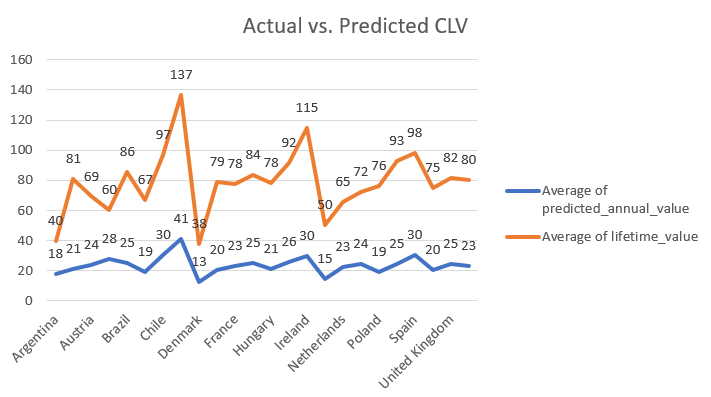 Actual vs. Predicted CLV
160
140
120
100
80
60
40
20
0
40 81 69 60 86 67 97 137 38 79 78 84 78 92 115 50 65 72 76 93 98 75 82 80
18 21 24 28 25 19 30 41 13 20 23 25 21 26 30 15 23 24 19 25 30 20 25 23
Argentina
Austria
Brazil
Chile
Denmark
France
Hungary
Ireland
Netherlands
Poland
Spain
United Kingdom
Average of
predicted_annual_value
Average of lifetime_value